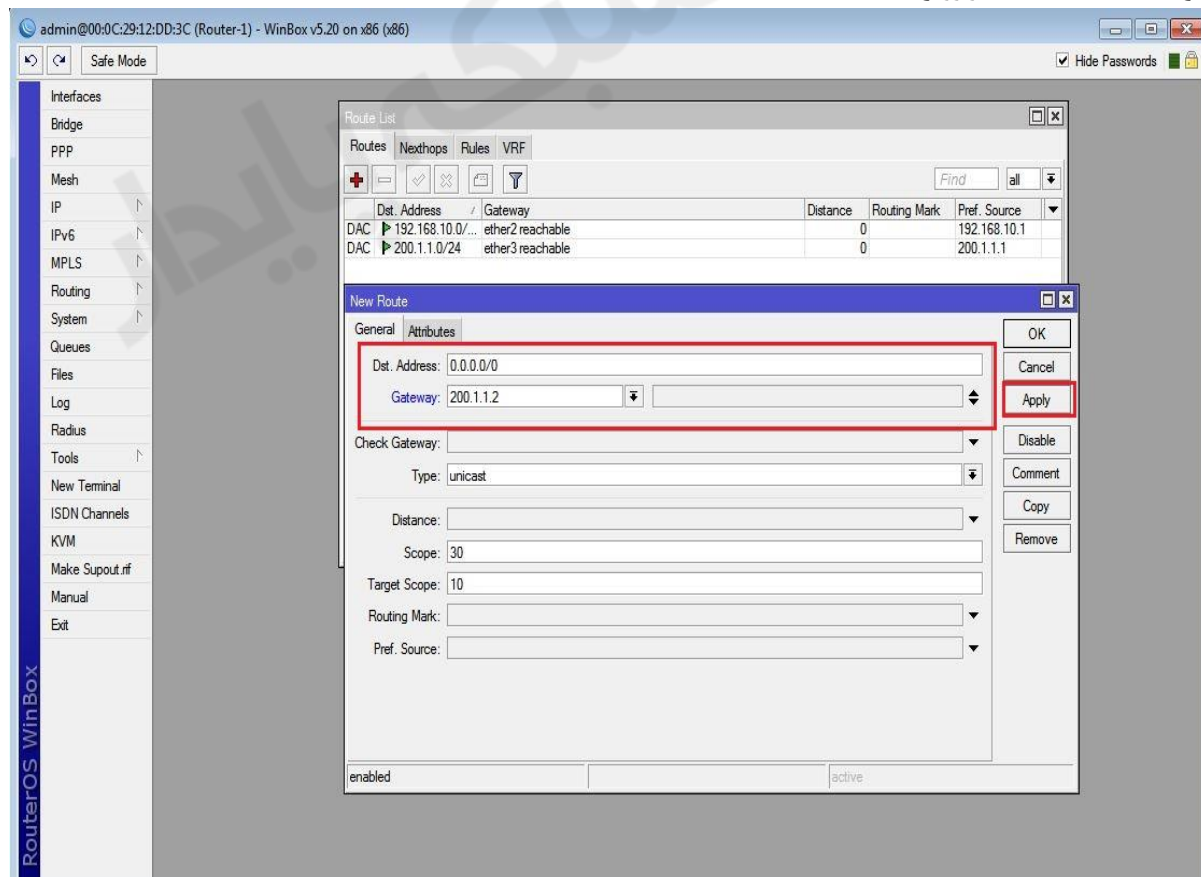 admin@00:0C:29:12:DD:3C (Router-1) - WinBox v5.20 on x86 (x86)
Safe Mode
Hide Passwords
Interfaces
Bridge
PPP
Mesh
IP
IPv6
MPLS
Routing
System
Queues
Files
Log
Radius
Tools
New Terminal
ISDN Channels
KVM
Make Supout.rif
Manual
Exit
RouterOS WinBox
Route List
Routes Nexthops Rules VRF
Find all
Dst. Address / Gateway Distance Routing Mark Pref. Source
DAC 192.168.10.0/... ether2 reachable 0 192.168.10.1
DAC 200.1.1.0/24 ether3 reachable 0 200.1.1.1
New Route
General Attributes
Dst. Address: 0.0.0.0/0
Gateway: 200.1.1.2
Check Gateway:
Type: unicast
Distance:
Scope: 30
Target Scope: 10
Routing Mark:
Pref. Source:
OK
Cancel
Apply
Disable
Comment
Copy
Remove
enabled active